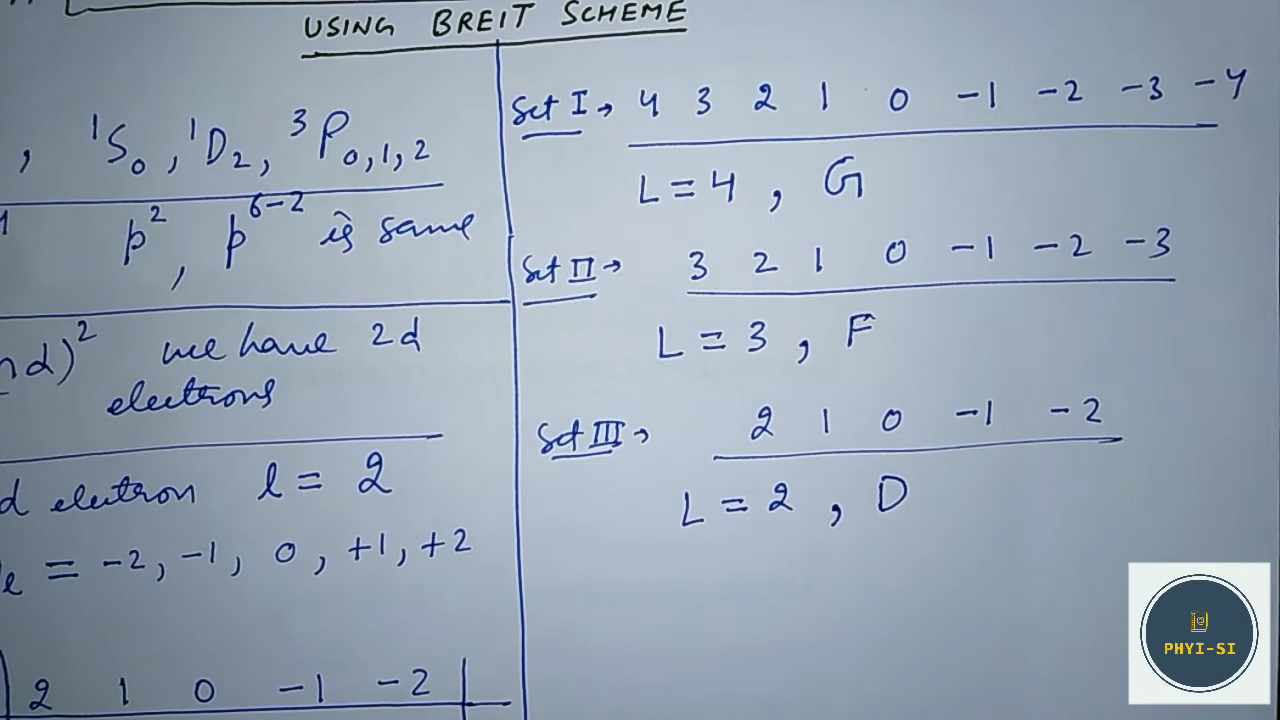 USING BREIT SCHEME
, ¹S₀, ¹D₂, ³P₀,₁,₂
p², p⁶⁻² is same
nd)² we have 2d
electrons
d electron l = 2
ₗ = -2, -1, 0, +1, +2
2 1 0 -1 -2
Set I → 4 3 2 1 0 -1 -2 -3 -4
L = 4 , G
Set II → 3 2 1 0 -1 -2 -3
L = 3 , F
Set III → 2 1 0 -1 -2
L = 2 , D
PHYI-SI